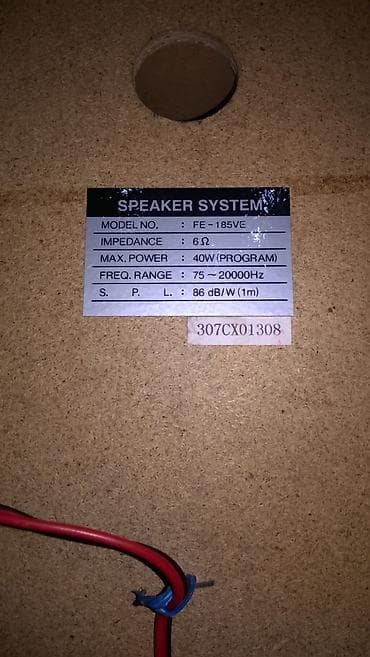 SPEAKER SYSTEM
MODEL NO. : FE-185VE
IMPEDANCE : 6Ω
MAX. POWER : 40W (PROGRAM)
FREQ. RANGE : 75~20000Hz
S. P. L. : 86 dB/W (1m)
307CX01308